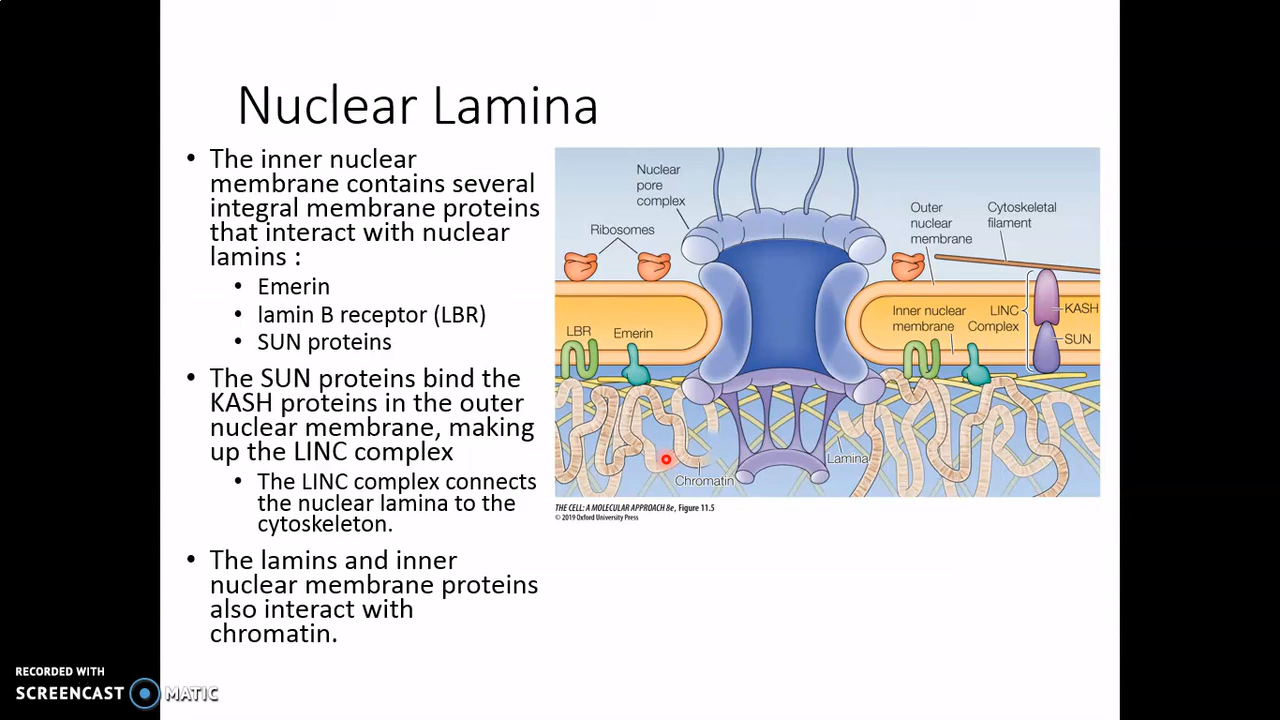 Nuclear Lamina
• The inner nuclear
membrane contains several
integral membrane proteins
that interact with nuclear
lamins :
• Emerin
• lamin B receptor (LBR)
• SUN proteins
• The SUN proteins bind the
KASH proteins in the outer
nuclear membrane, making
up the LINC complex
• The LINC complex connects
the nuclear lamina to the
cytoskeleton.
• The lamins and inner
nuclear membrane proteins
also interact with
chromatin.
Nuclear
pore
complex
Ribosomes
Outer
nuclear
membrane
Cytoskeletal
filament
LBR
Emerin
Inner nuclear
membrane
LINC
Complex
KASH
SUN
Lamina
Chromatin
THE CELL: A MOLECULAR APPROACH 8e, Figure 11.5
© 2019 Oxford University Press
RECORDED WITH
SCREENCAST MATIC